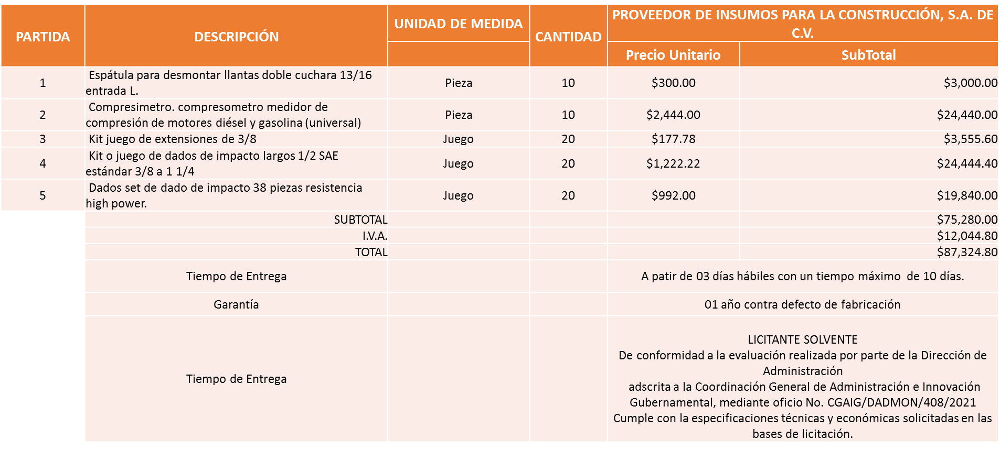 PARTIDA
DESCRIPCIÓN
UNIDAD DE MEDIDA
CANTIDAD
PROVEEDOR DE INSUMOS PARA LA CONSTRUCCIÓN, S.A. DE
C.V.
Precio Unitario
SubTotal
1
Espátula para desmontar llantas doble cuchara 13/16
entrada L.
Pieza
10
$300.00
$3,000.00
2
Compresimetro. compresometro medidor de
compresión de motores diésel y gasolina (universal)
Pieza
10
$2,444.00
$24,440.00
3
Kit juego de extensiones de 3/8
Juego
20
$177.78
$3,555.60
4
Kit o juego de dados de impacto largos 1/2 SAE
estándar 3/8 a 1 1/4
Juego
20
$1,222.22
$24,444.40
5
Dados set de dado de impacto 38 piezas resistencia
high power.
Juego
20
$992.00
$19,840.00
SUBTOTAL
$75,280.00
I.V.A.
$12,044.80
TOTAL
$87,324.80
Tiempo de Entrega
A patir de 03 días hábiles con un tiempo máximo de 10 días.
Garantía
01 año contra defecto de fabricación
Tiempo de Entrega
LICITANTE SOLVENTE
De conformidad a la evaluación realizada por parte de la Dirección de
Administración
adscrita a la Coordinación General de Administración e Innovación
Gubernamental, mediante oficio No. CGAIG/DADMON/408/2021
Cumple con la especificaciones técnicas y económicas solicitadas en las
bases de licitación.